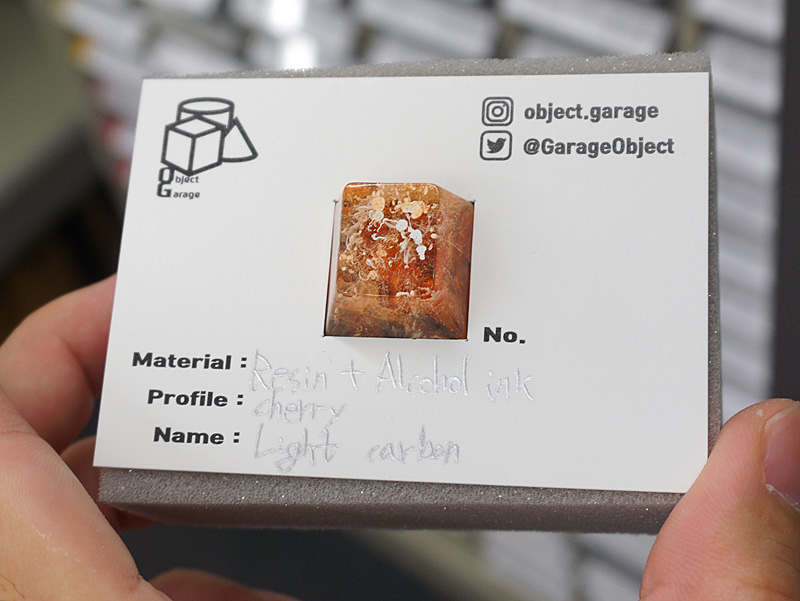 Object
Garage
object.garage
@GarageObject
No.
Material : Resin + Alcohol ink
Profile : cherry
Name : Light carbon